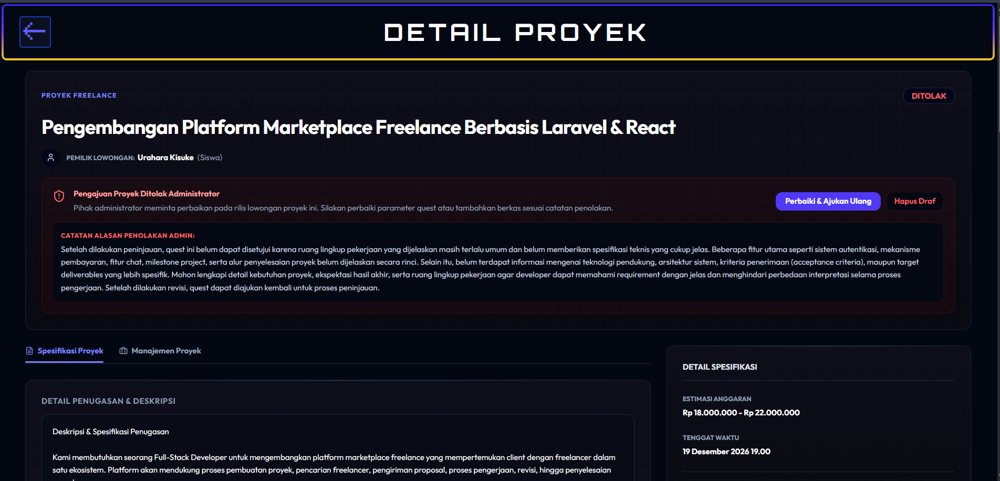 DETAIL PROYEK
PROYEK FREELANCE
DITOLAK
Pengembangan Platform Marketplace Freelance Berbasis Laravel & React
PEMILIK LOWONGAN: Urahara Kisuke (Siswa)
Pengajuan Proyek Ditolak Administrator
Pihak administrator meminta perbaikan pada rilis lowongan proyek ini. Silakan perbaiki parameter quest atau tambahkan berkas sesuai catatan penolakan.
Perbaiki & Ajukan Ulang
Hapus Draf
CATATAN ALASAN PENOLAKAN ADMIN:
Setelah dilakukan peninjauan, quest ini belum dapat disetujui karena ruang lingkup pekerjaan yang dijelaskan masih terlalu umum dan belum memberikan spesifikasi teknis yang cukup jelas. Beberapa fitur utama seperti sistem autentikasi, mekanisme
pembayaran, fitur chat, milestone project, serta alur penyelesaian proyek belum dijelaskan secara rinci. Selain itu, belum terdapat informasi mengenai teknologi pendukung, arsitektur sistem, kriteria penerimaan (acceptance criteria), maupun target
deliverables yang lebih spesifik. Mohon lengkapi detail kebutuhan proyek, ekspektasi hasil akhir, serta ruang lingkup pekerjaan agar developer dapat memahami requirement dengan jelas dan menghindari perbedaan interpretasi selama proses
pengerjaan. Setelah dilakukan revisi, quest dapat diajukan kembali untuk proses peninjauan.
Spesifikasi Proyek
Manajemen Proyek
DETAIL PENUGASAN & DESKRIPSI
Deskripsi & Spesifikasi Penugasan
Kami membutuhkan seorang Full-Stack Developer untuk mengembangkan platform marketplace freelance yang mempertemukan client dengan freelancer dalam
satu ekosistem. Platform akan mendukung proses pembuatan proyek, pencarian freelancer, pengiriman proposal, proses pengerjaan, revisi, hingga penyelesaian
DETAIL SPESIFIKASI
ESTIMASI ANGGARAN
Rp 18.000.000 - Rp 22.000.000
TENGGAT WAKTU
19 Desember 2026 19.00